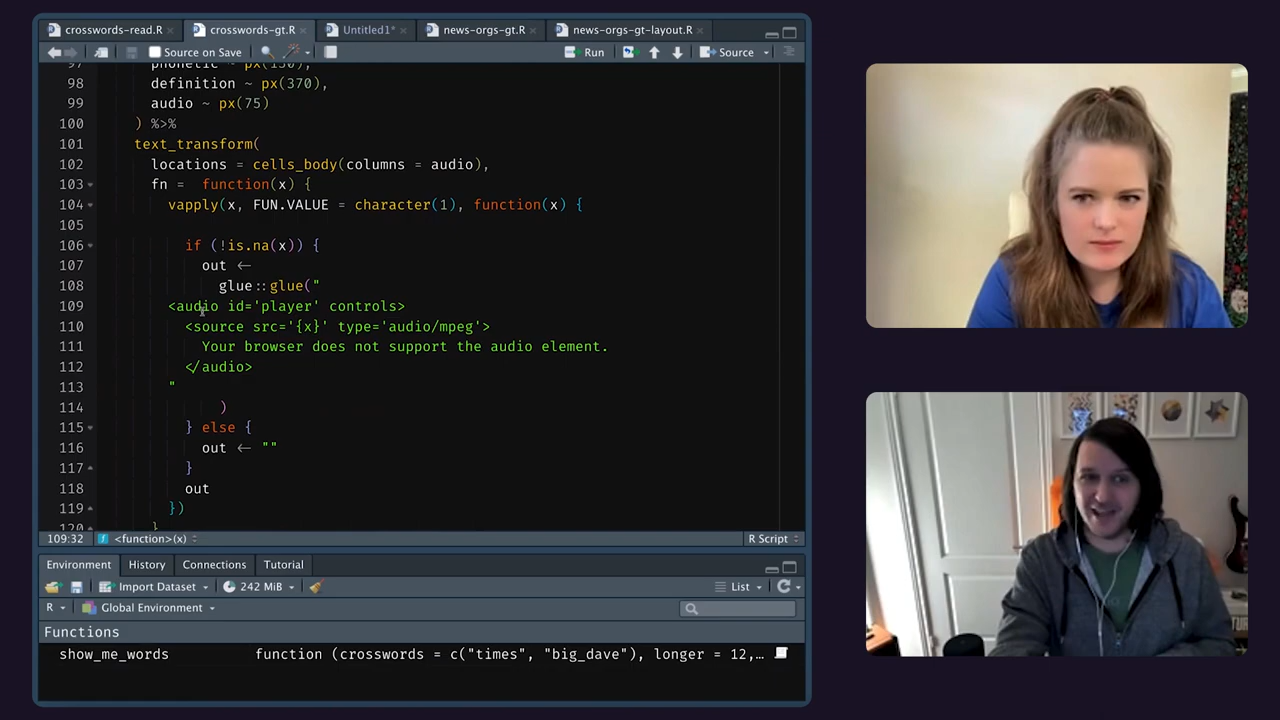 crosswords-read.R
crosswords-gt.R
Untitled1*
news-orgs-gt.R
news-orgs-gt-layout.R
Source on Save
Run
Source
97 phonetic ~ px(150),
98 definition ~ px(370),
99 audio ~ px(75)
100 ) %>%
101 text_transform(
102 locations = cells_body(columns = audio),
103 fn =  function(x) {
104 vapply(x, FUN.VALUE = character(1), function(x) {
105
106 if (!is.na(x)) {
107 out <-
108 glue::glue("
109 <audio id='player' controls>
110 <source src='{x}' type='audio/mpeg'>
111 Your browser does not support the audio element.
112 </audio>
113 "
114 )
115 } else {
116 out <- ""
117 }
118 out
119 })
120 }
109:32 <function>(x) R Script
Environment History Connections Tutorial
Import Dataset 242 MiB List
R Global Environment
Functions
show_me_words function (crosswords = c("times", "big_dave"), longer = 12,…